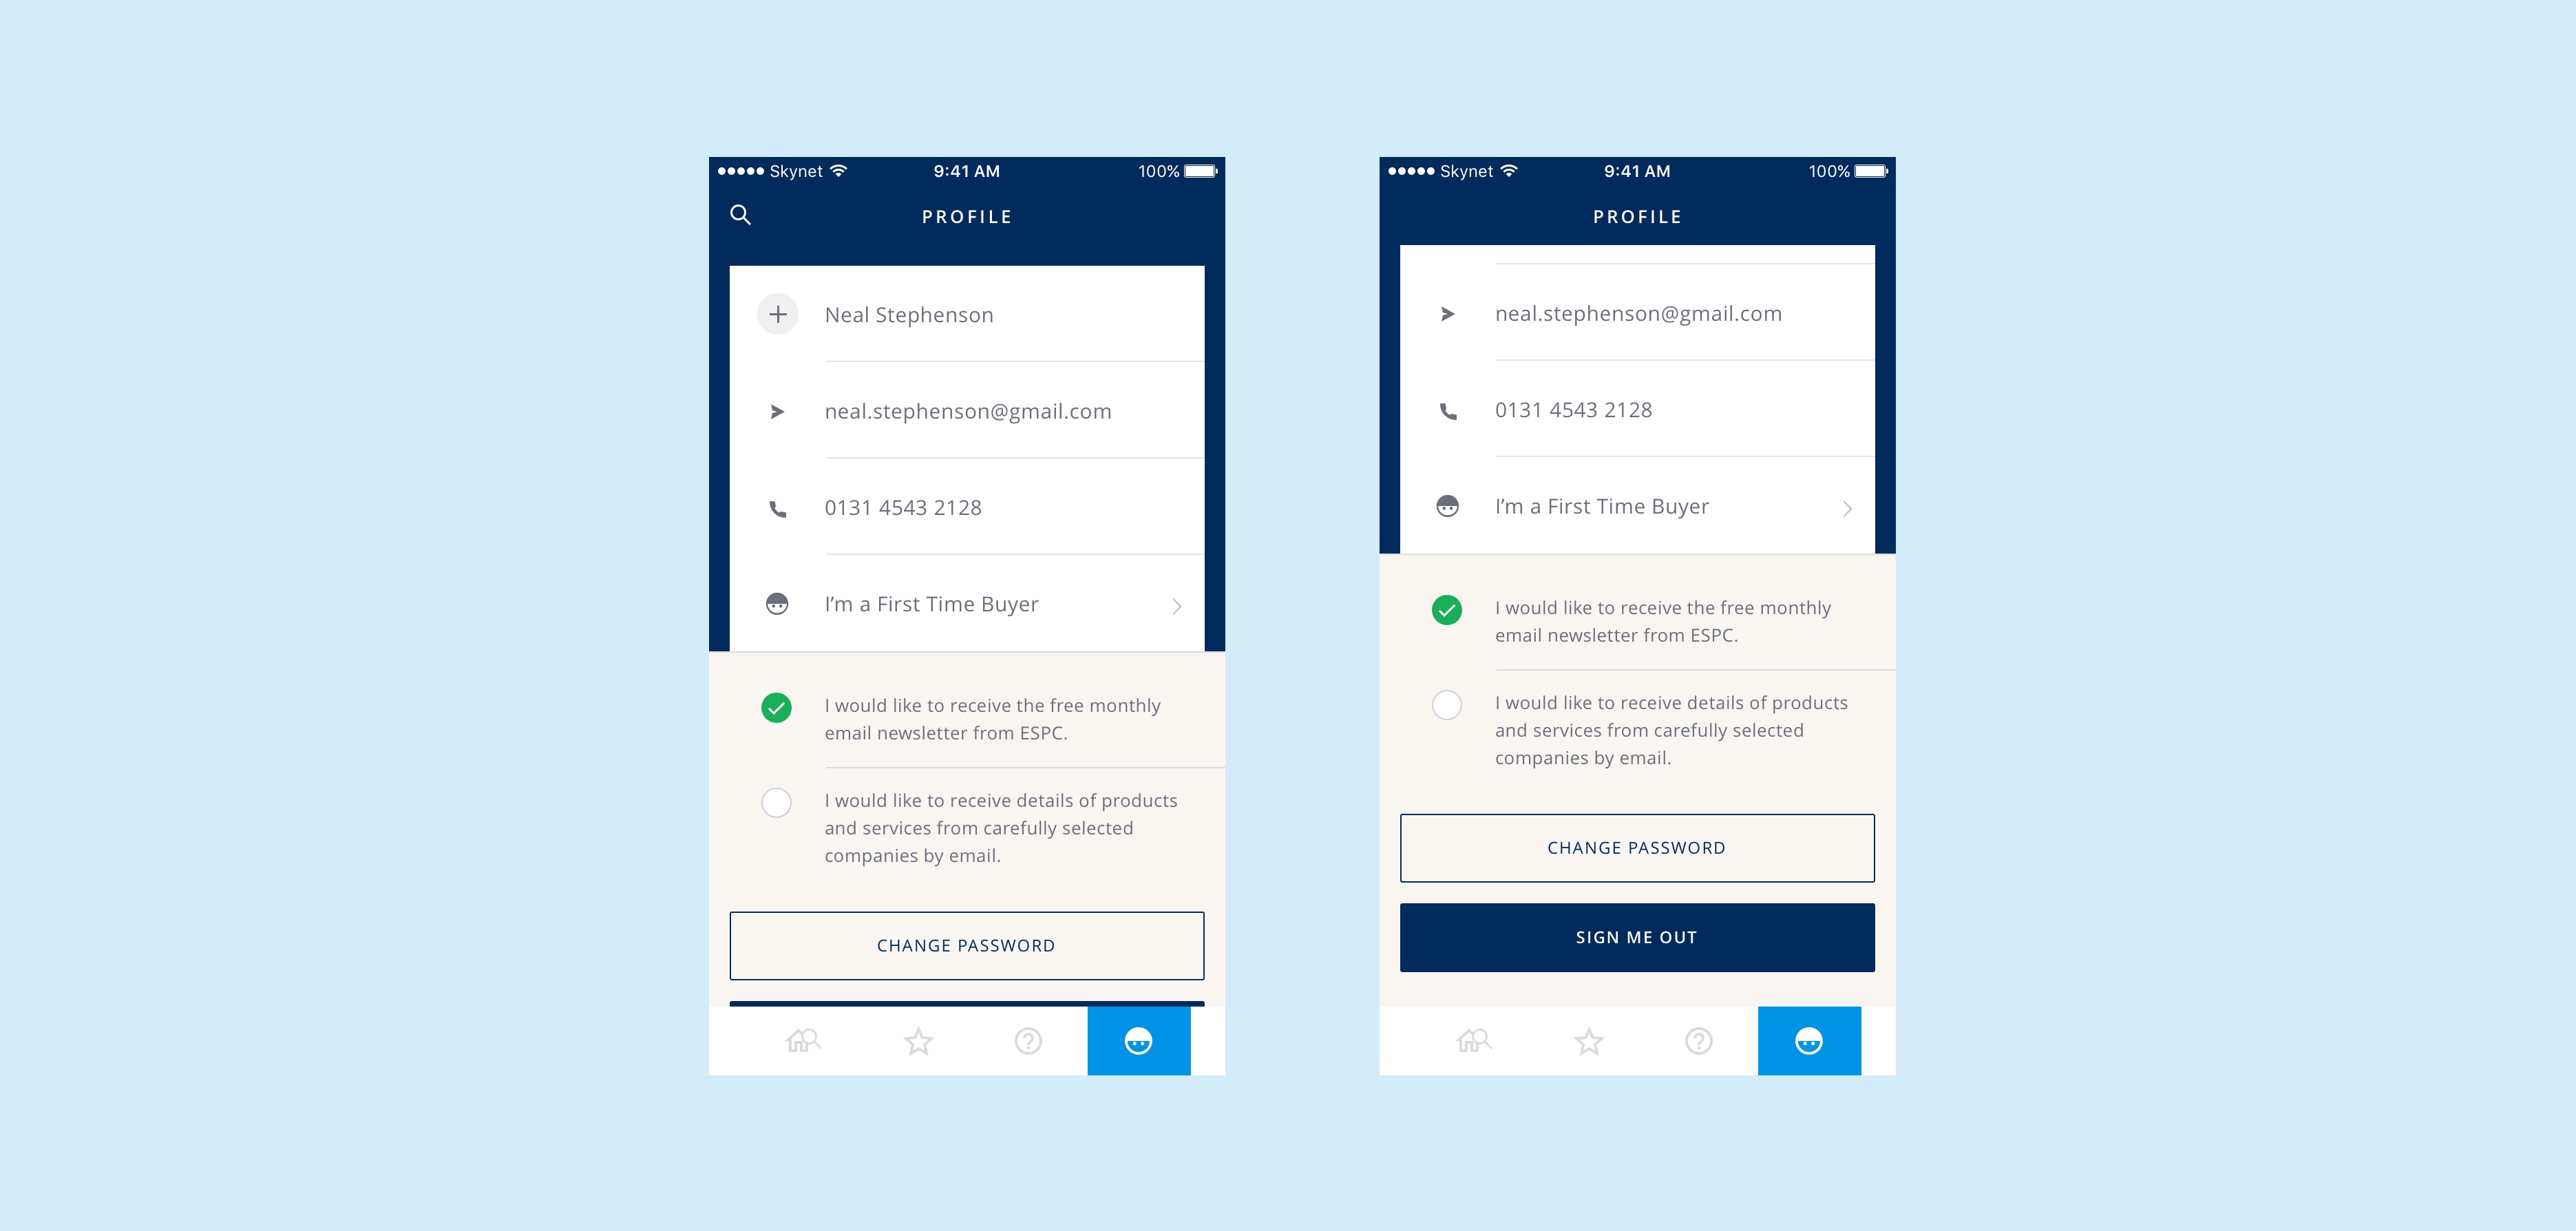 Skynet 9:41 AM 100%
PROFILE
Neal Stephenson
neal.stephenson@gmail.com
0131 4543 2128
I’m a First Time Buyer
I would like to receive the free monthly
email newsletter from ESPC.
I would like to receive details of products
and services from carefully selected
companies by email.
CHANGE PASSWORD
Skynet 9:41 AM 100%
PROFILE
neal.stephenson@gmail.com
0131 4543 2128
I’m a First Time Buyer
I would like to receive the free monthly
email newsletter from ESPC.
I would like to receive details of products
and services from carefully selected
companies by email.
CHANGE PASSWORD
SIGN ME OUT